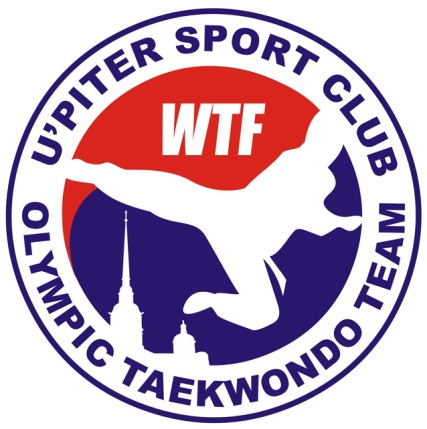 U'PITER SPORT CLUB
WTF
OLYMPIC TAEKWONDO TEAM